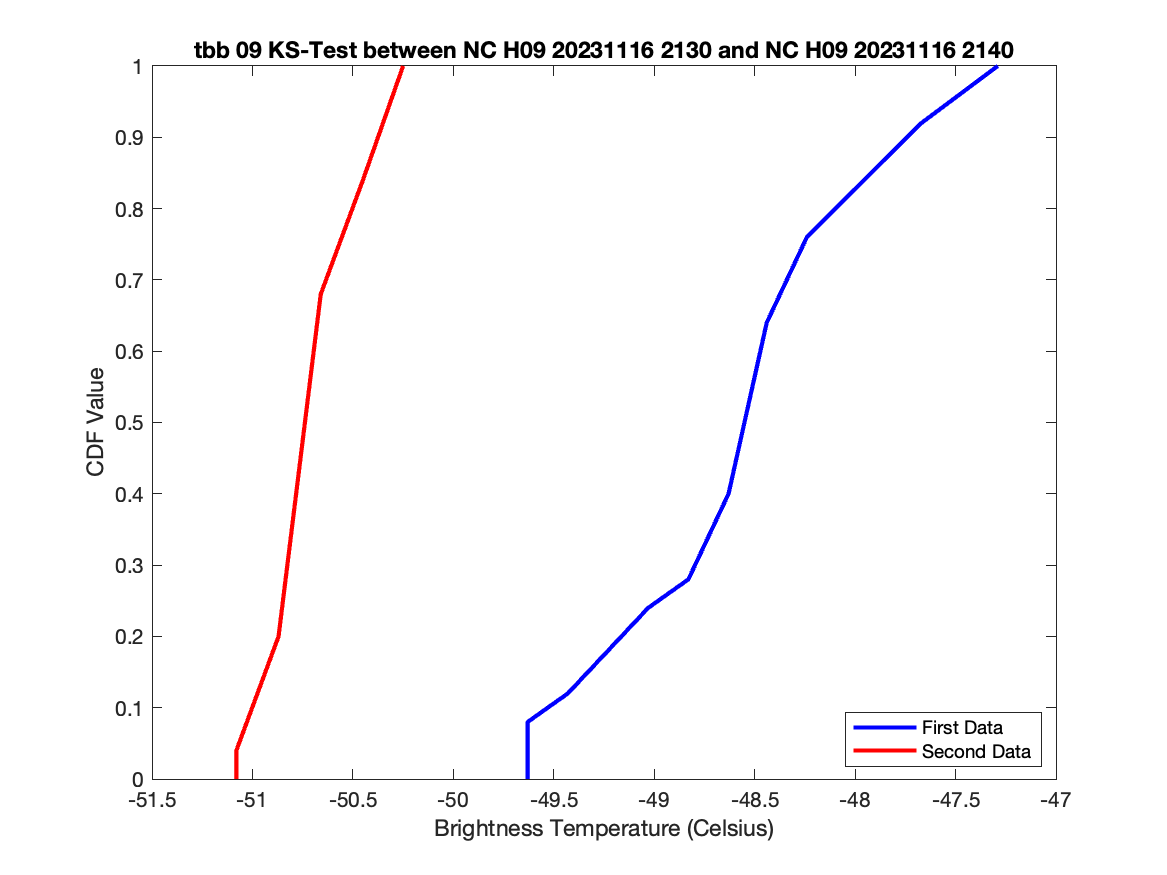 tbb 09 KS-Test between NC H09 20231116 2130 and NC H09 20231116 2140
1
0.9
0.8
0.7
0.6
0.5
0.4
0.3
0.2
0.1
0
CDF Value
First Data
Second Data
-51.5 -51 -50.5 -50 -49.5 -49 -48.5 -48 -47.5 -47
Brightness Temperature (Celsius)